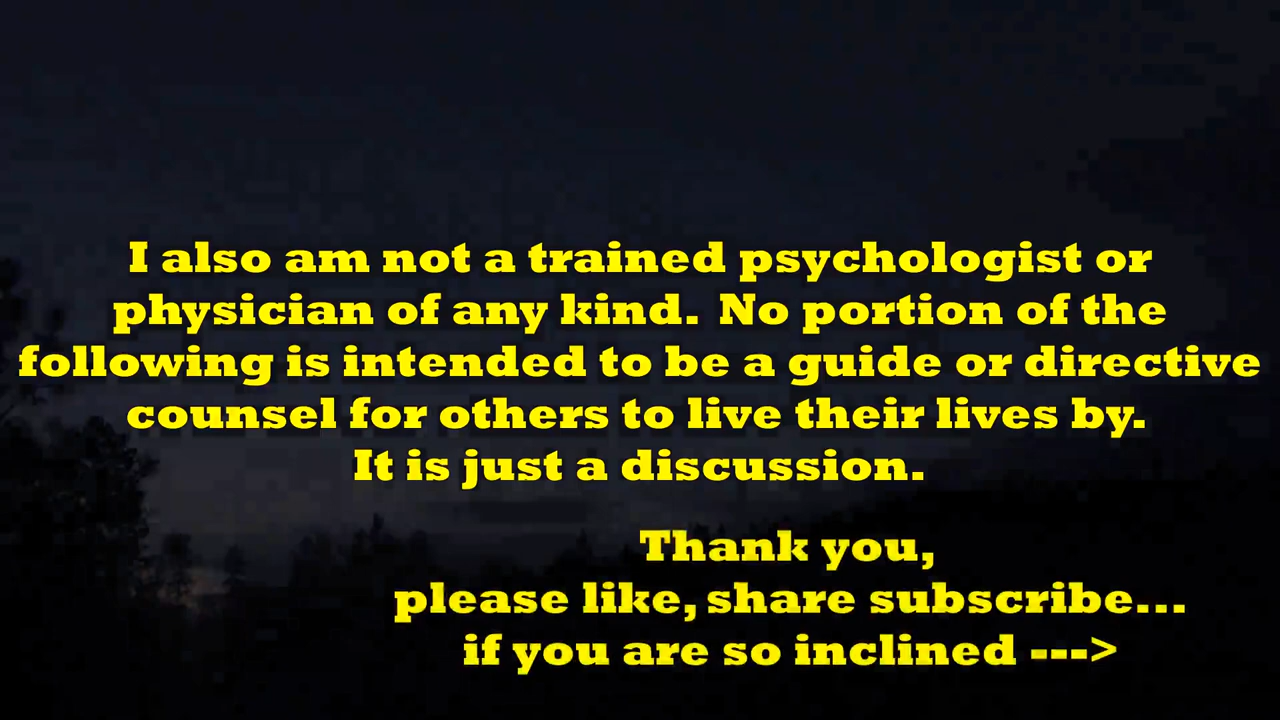 I also am not a trained psychologist or
physician of any kind. No portion of the
following is intended to be a guide or directive
counsel for others to live their lives by.
It is just a discussion.
Thank you,
please like, share subscribe...
if you are so inclined --->